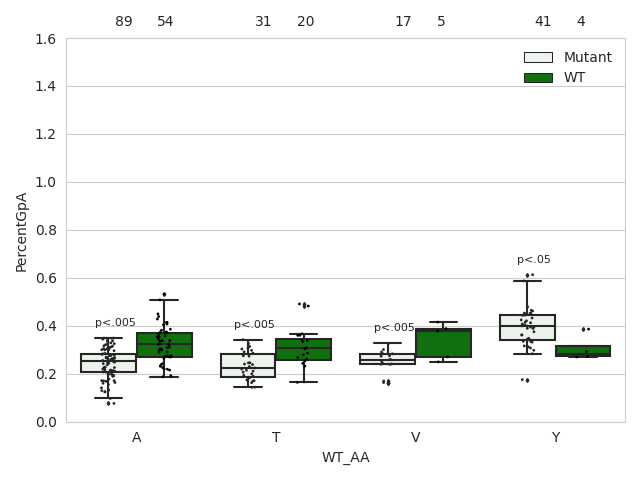 89 54 31 20 17 5 41 4
1.6
Mutant
WT
1.4
1.2
1.0
0.8
p<.05
0.6
p<.005 p<.005 p<.005
0.4
0.2
0.0
PercentGpA
A T V Y
WT_AA